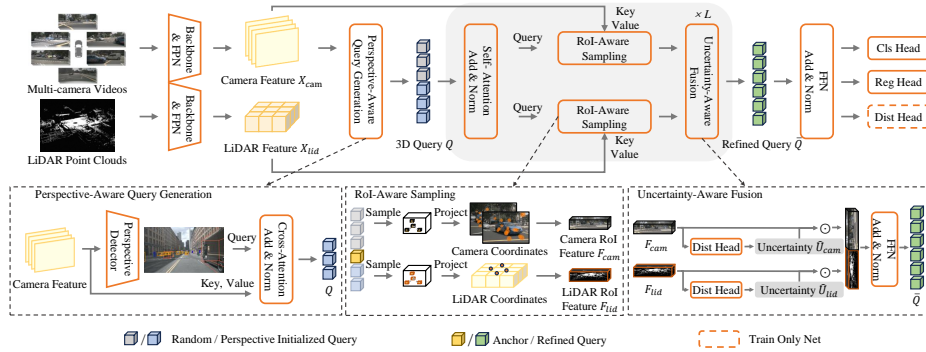 Multi-camera Videos
LiDAR Point Clouds
Backbone
& FPN
Backbone
& FPN
Camera Feature X_cam
LiDAR Feature X_lid
Perspective-Aware
Query Generation
3D Query Q
Self- Attention
Add & Norm
Query
Query
Key
Value
RoI-Aware
Sampling
RoI-Aware
Sampling
Key
Value
× L
Uncertainty-Aware
Fusion
Refined Query Q̄
FFN
Add & Norm
Cls Head
Reg Head
Dist Head
Perspective-Aware Query Generation
Camera Feature
Perspective
Detector
Query
Key, Value
Cross-Attention
Add & Norm
Q
RoI-Aware Sampling
Sample
Project
Camera Coordinates
Camera RoI
Feature F_cam
Sample
Project
LiDAR Coordinates
LiDAR RoI
Feature F_lid
Uncertainty-Aware Fusion
F_cam
Dist Head
Uncertainty Ū_cam
F_lid
Dist Head
Uncertainty Ū_lid
FFN
Add & Norm
Q̄
Random / Perspective Initialized Query
Anchor / Refined Query
Train Only Net